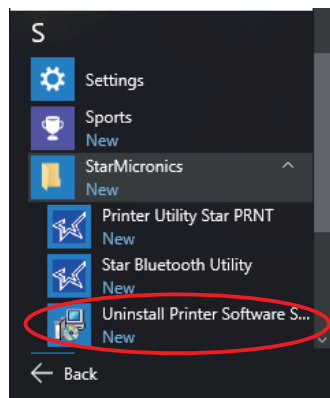 S
Settings
Sports
New
StarMicronics
New
Printer Utility Star PRNT
New
Star Bluetooth Utility
New
Uninstall Printer Software S...
New
Back